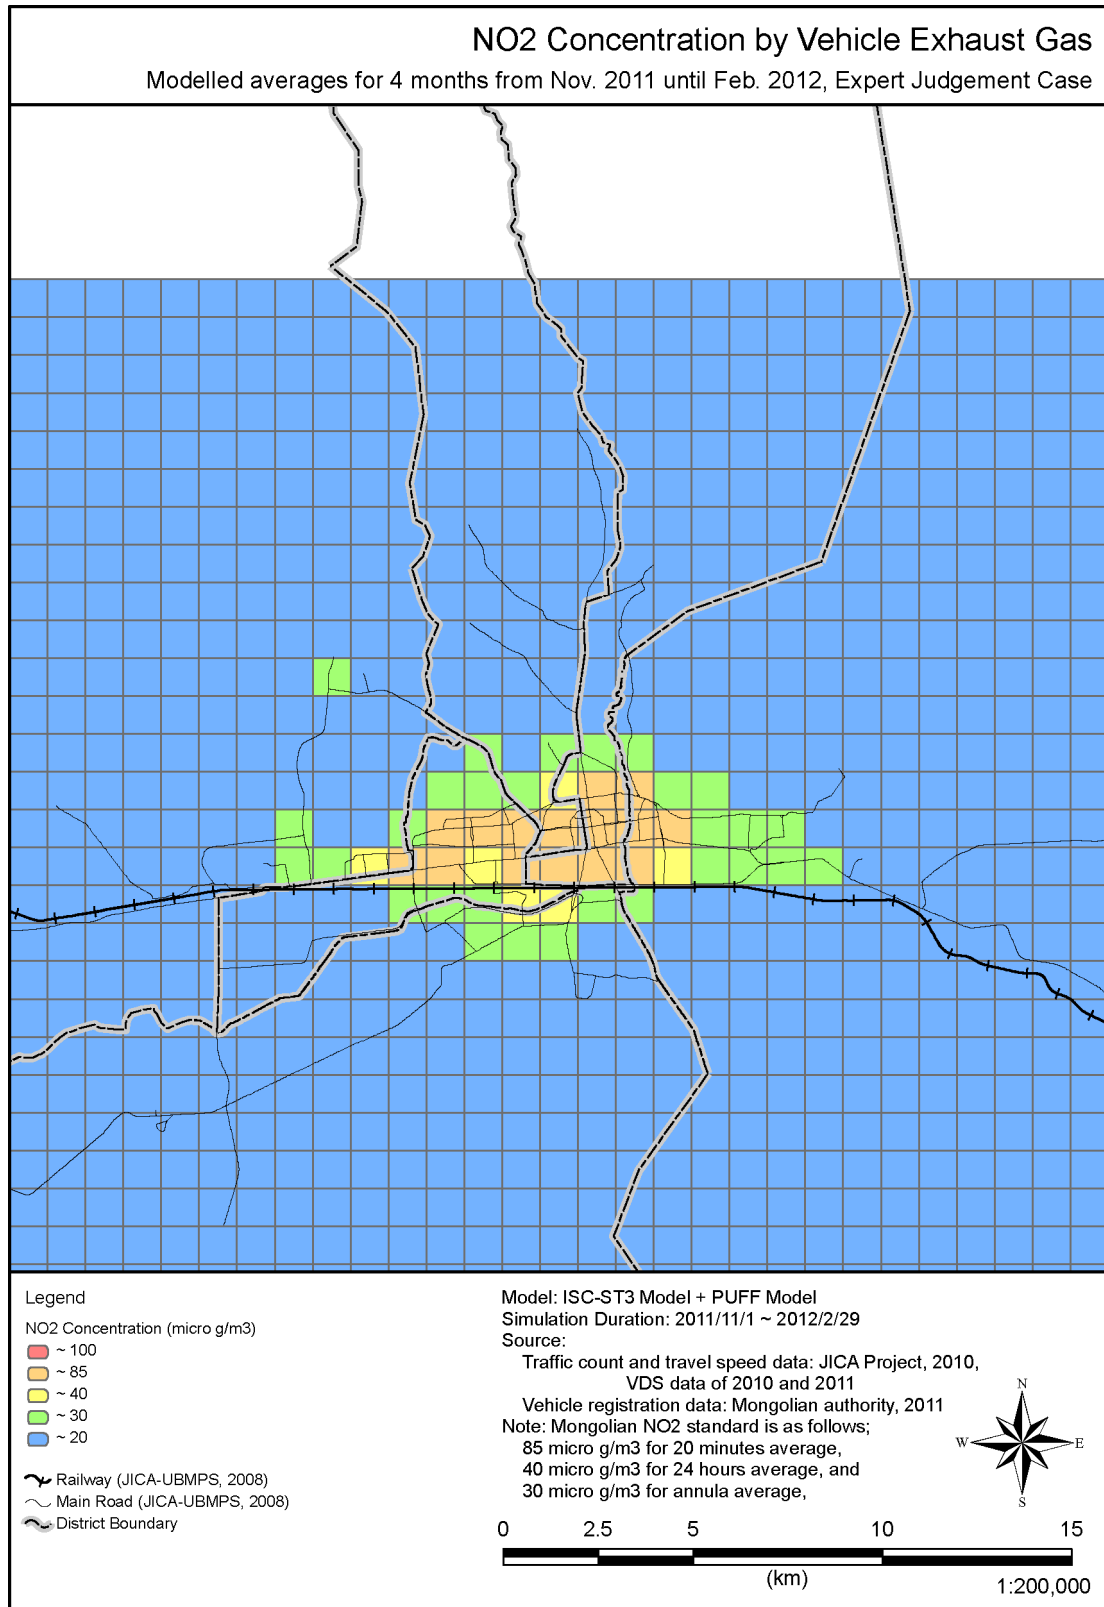 NO2 Concentration by Vehicle Exhaust Gas
Modelled averages for 4 months from Nov. 2011 until Feb. 2012, Expert Judgement Case
Legend
NO2 Concentration (micro g/m3)
~ 100
~ 85
~ 40
~ 30
~ 20
Railway (JICA-UBMPS, 2008)
Main Road (JICA-UBMPS, 2008)
District Boundary
Model: ISC-ST3 Model + PUFF Model
Simulation Duration: 2011/11/1 ~ 2012/2/29
Source:
Traffic count and travel speed data: JICA Project, 2010,
VDS data of 2010 and 2011
Vehicle registration data: Mongolian authority, 2011
Note: Mongolian NO2 standard is as follows;
85 micro g/m3 for 20 minutes average,
40 micro g/m3 for 24 hours average, and
30 micro g/m3 for annula average,
N
W E
S
0 2.5 5 10 15
(km)
1:200,000